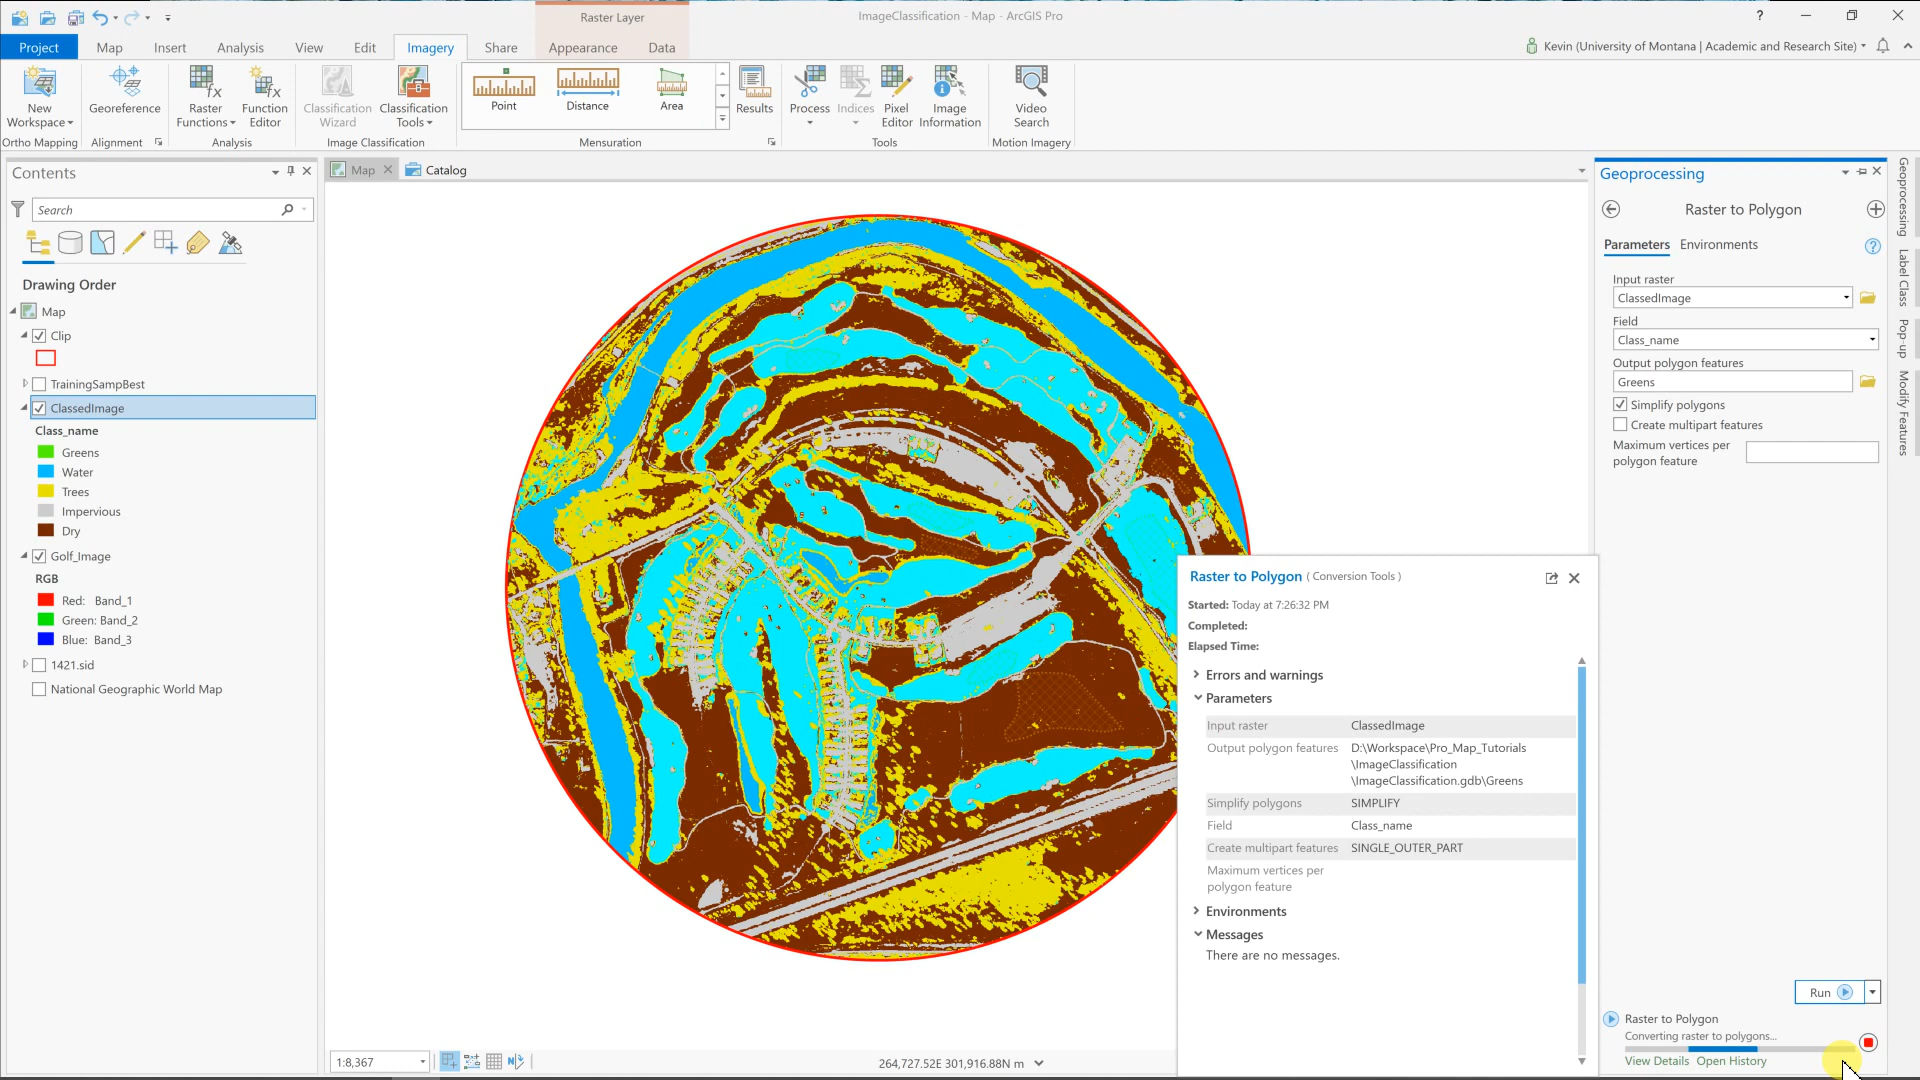 Raster Layer
ImageClassification - Map - ArcGIS Pro
?
Project
Map
Insert
Analysis
View
Edit
Imagery
Share
Appearance
Data
Kevin (University of Montana | Academic and Research Site)
New
Workspace
Ortho Mapping
Georeference
Alignment
Raster
Functions
Function
Editor
Analysis
Classification
Wizard
Classification
Tools
Image Classification
Point
Distance
Area
Results
Mensuration
Process
Indices
Pixel
Editor
Image
Information
Tools
Video
Search
Motion Imagery
Contents
Search
Drawing Order
Map
Clip
TrainingSampBest
ClassedImage
Class_name
Greens
Water
Trees
Impervious
Dry
Golf_Image
RGB
Red: Band_1
Green: Band_2
Blue: Band_3
1421.sid
National Geographic World Map
Map
Catalog
1:8,367
264,727.52E 301,916.88N m
Raster to Polygon ( Conversion Tools )
Started: Today at 7:26:32 PM
Completed:
Elapsed Time:
Errors and warnings
Parameters
Input raster ClassedImage
Output polygon features D:\Workspace\Pro_Map_Tutorials
\ImageClassification
\ImageClassification.gdb\Greens
Simplify polygons SIMPLIFY
Field Class_name
Create multipart features SINGLE_OUTER_PART
Maximum vertices per
polygon feature
Environments
Messages
There are no messages.
Geoprocessing
Raster to Polygon
Parameters Environments
?
Input raster
ClassedImage
Field
Class_name
Output polygon features
Greens
Simplify polygons
Create multipart features
Maximum vertices per
polygon feature
Run
Raster to Polygon
Converting raster to polygons...
View Details Open History
Geoprocessing
Label Class
Pop-up
Modify Features